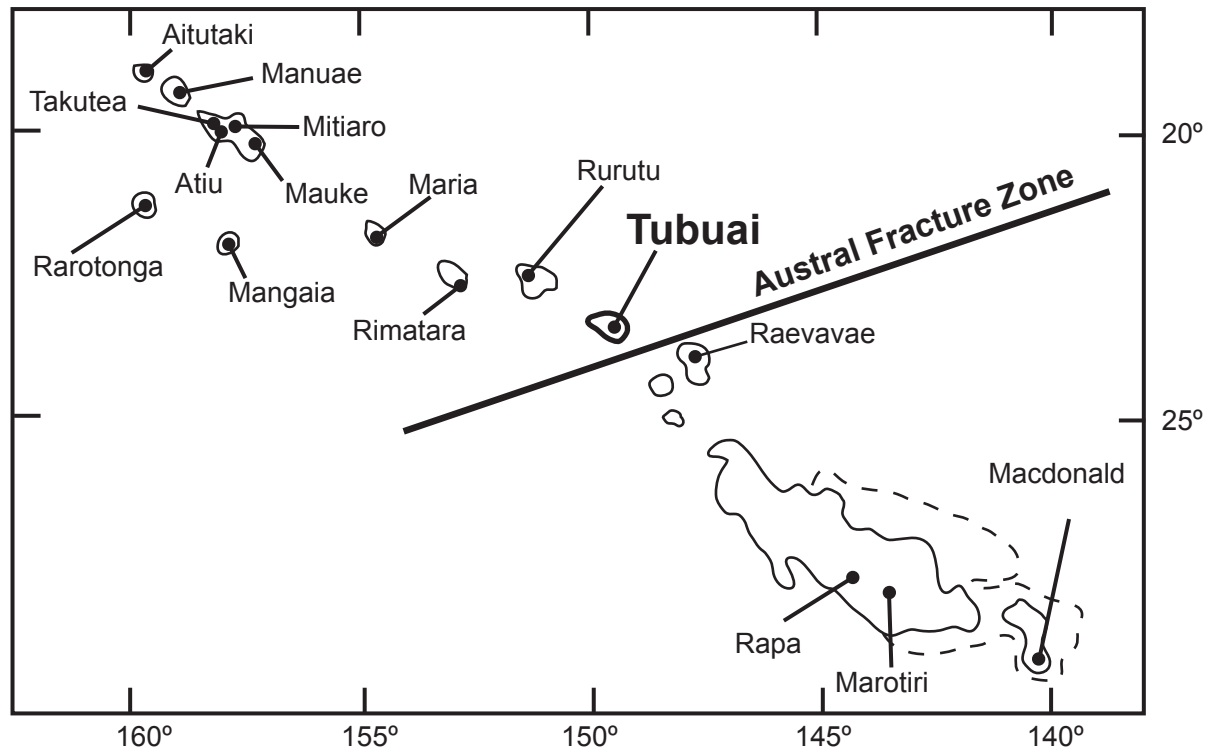 Aitutaki
Manuae
Takutea
Mitiaro
20º
Atiu
Mauke
Maria
Rurutu
Rarotonga
Mangaia
Tubuai
Austral Fracture Zone
Rimatara
Raevavae
25º
Macdonald
Rapa
Marotiri
160º
155º
150º
145º
140º